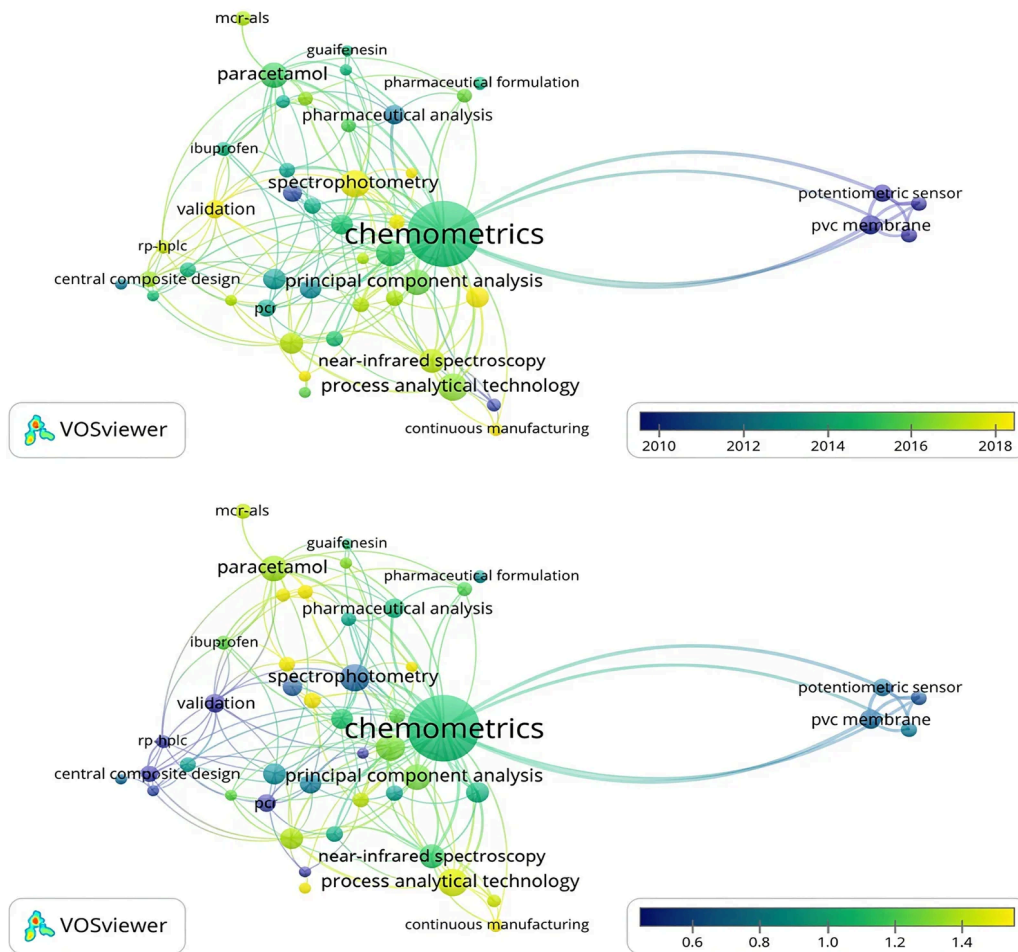 mcr-als
guaifenesin
paracetamol
pharmaceutical formulation
pharmaceutical analysis
ibuprofen
spectrophotometry
potentiometric sensor
validation
pvc membrane
chemometrics
rp-hplc
central composite design
principal component analysis
pcr
near-infrared spectroscopy
process analytical technology
continuous manufacturing
VOSviewer
2010 2012 2014 2016 2018
mcr-als
guaifenesin
paracetamol
pharmaceutical formulation
pharmaceutical analysis
ibuprofen
spectrophotometry
potentiometric sensor
validation
pvc membrane
chemometrics
rp-hplc
central composite design
principal component analysis
pcr
near-infrared spectroscopy
process analytical technology
continuous manufacturing
VOSviewer
0.6 0.8 1.0 1.2 1.4